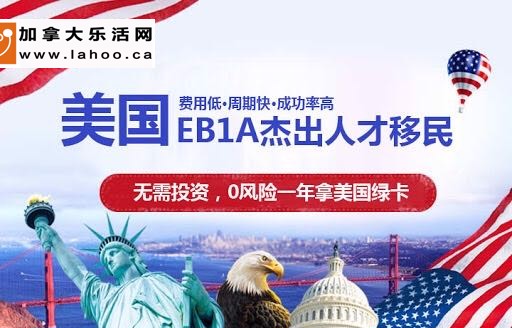 加拿大乐活网
www.lahoo.ca
费用低·周期快·成功率高
美国EB1A杰出人才移民
无需投资，0风险一年拿美国绿卡